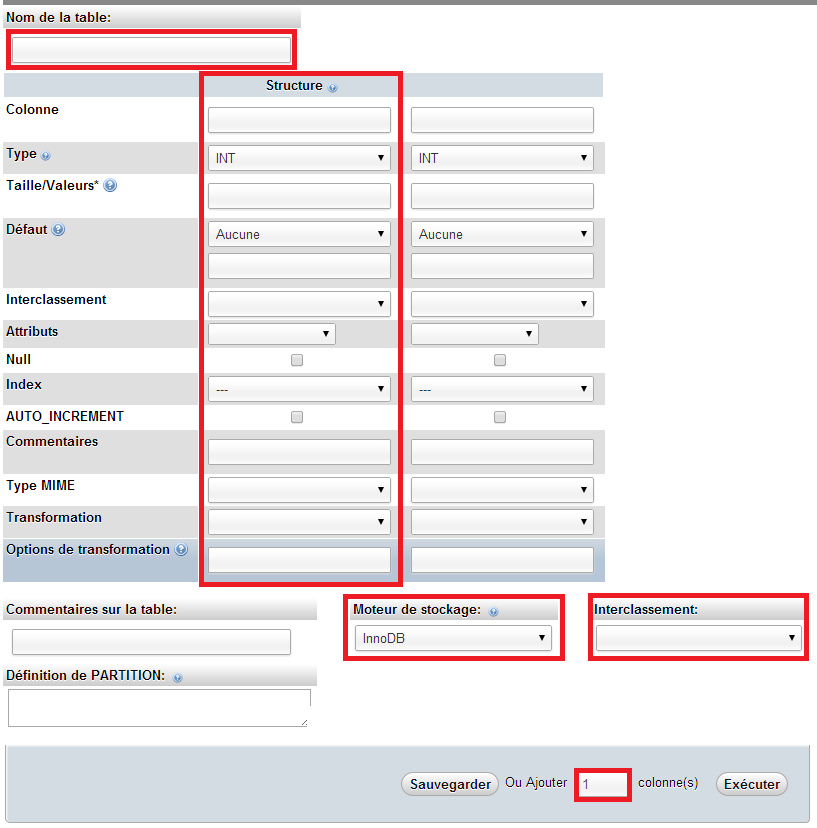 Nom de la table:
Structure
Colonne
Type INT INT
Taille/Valeurs*
Défaut Aucune Aucune
Interclassement
Attributs
Null
Index --- ---
AUTO_INCREMENT
Commentaires
Type MIME
Transformation
Options de transformation
Commentaires sur la table: Moteur de stockage: Interclassement:
InnoDB
Définition de PARTITION:
Sauvegarder Ou Ajouter 1 colonne(s) Exécuter